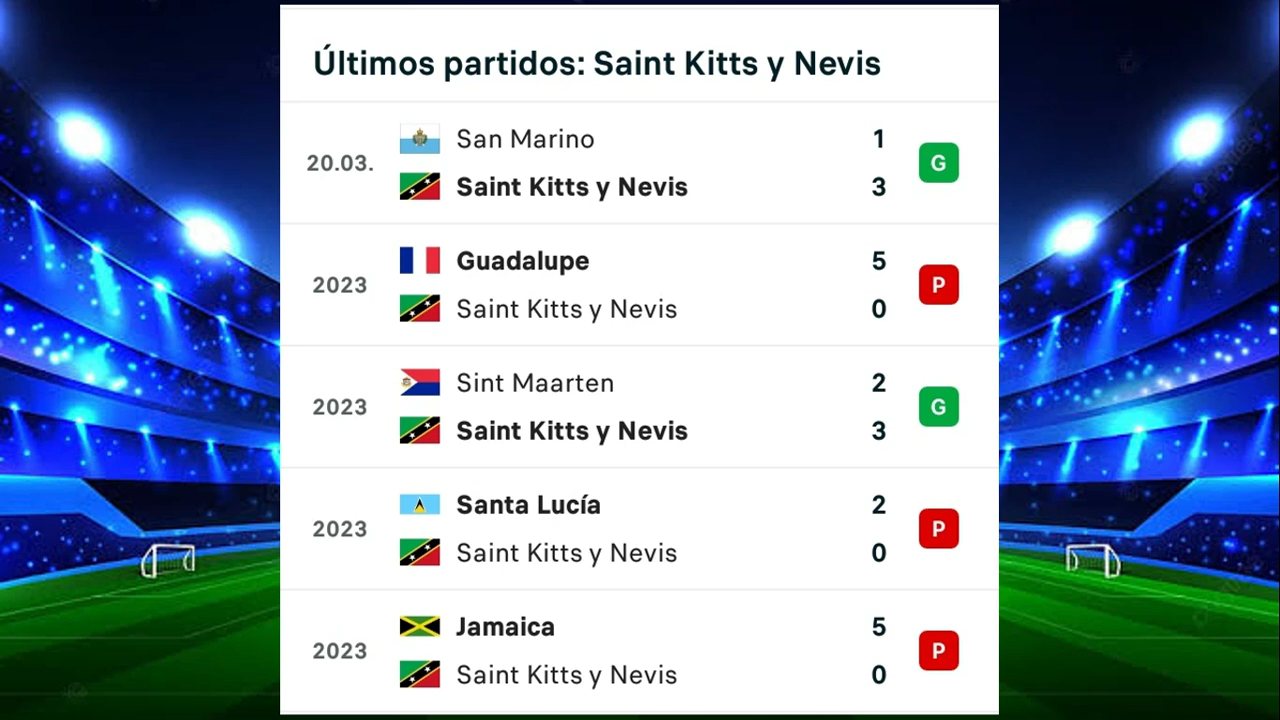 Últimos partidos: Saint Kitts y Nevis
San Marino 1
20.03. G
Saint Kitts y Nevis 3
Guadalupe 5
2023 P
Saint Kitts y Nevis 0
Sint Maarten 2
2023 G
Saint Kitts y Nevis 3
Santa Lucía 2
2023 P
Saint Kitts y Nevis 0
Jamaica 5
2023 P
Saint Kitts y Nevis 0